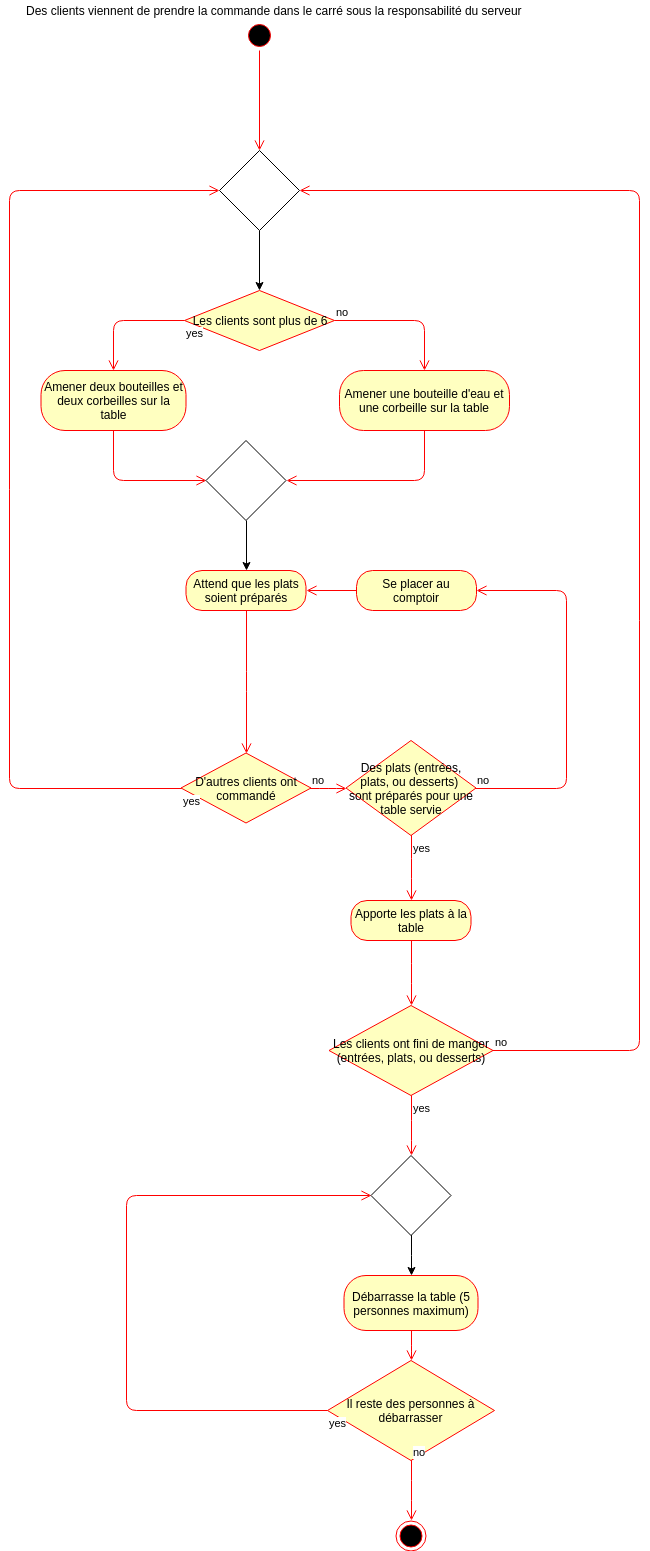 Des clients viennent de prendre la commande dans le carré sous la responsabilité du serveur
Les clients sont plus de 6
yes
no
Amener deux bouteilles et
deux corbeilles sur la
table
Amener une bouteille d'eau et
une corbeille sur la table
Attend que les plats
soient préparés
Se placer au
comptoir
D'autres clients ont
commandé
yes
no
Des plats (entrées,
plats, ou desserts)
sont préparés pour une
table servie
no
yes
Apporte les plats à la
table
Les clients ont fini de manger
(entrées, plats, ou desserts)
no
yes
Débarrasse la table (5
personnes maximum)
Il reste des personnes à
débarrasser
yes
no